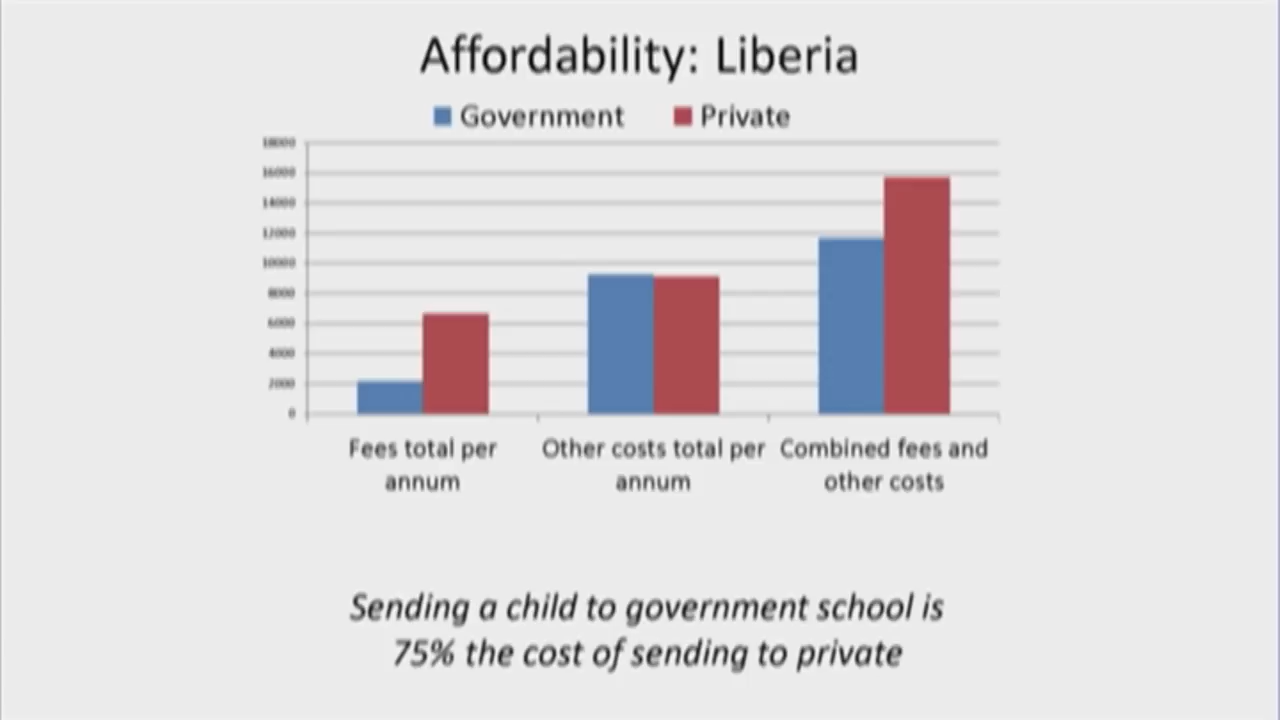 Affordability: Liberia
Government Private
18000
16000
14000
12000
10000
8000
6000
4000
2000
0
Fees total per
annum
Other costs total per
annum
Combined fees and
other costs
Sending a child to government school is
75% the cost of sending to private